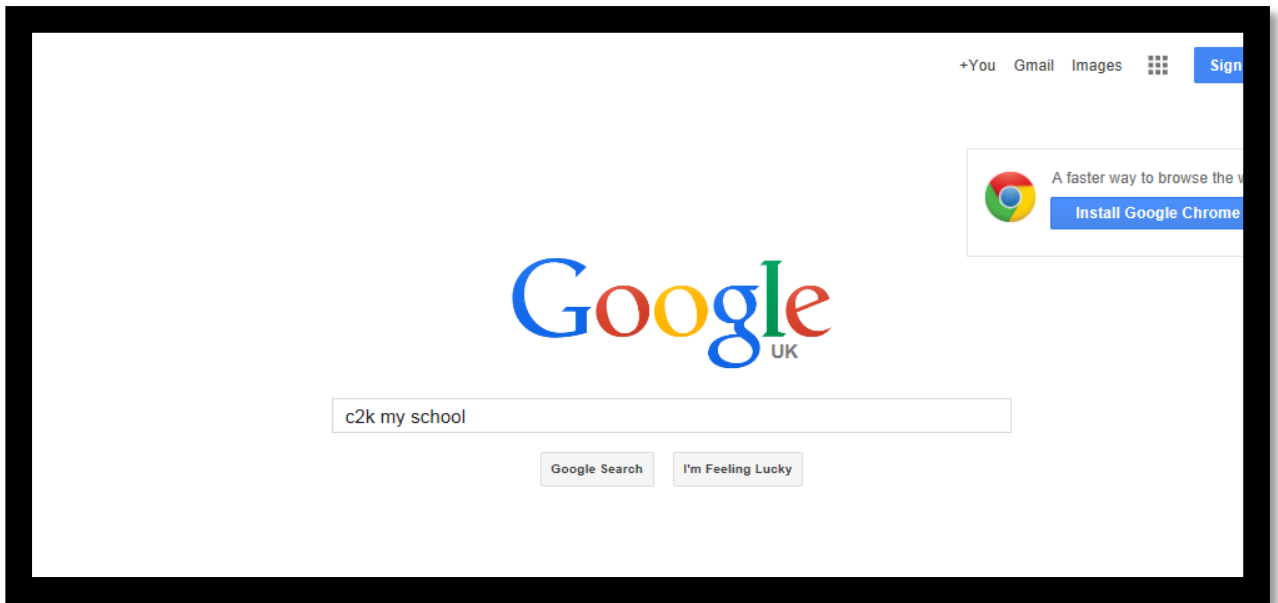 +You Gmail Images Sign
A faster way to browse the
Install Google Chrome
Google
UK
c2k my school
Google Search I'm Feeling Lucky